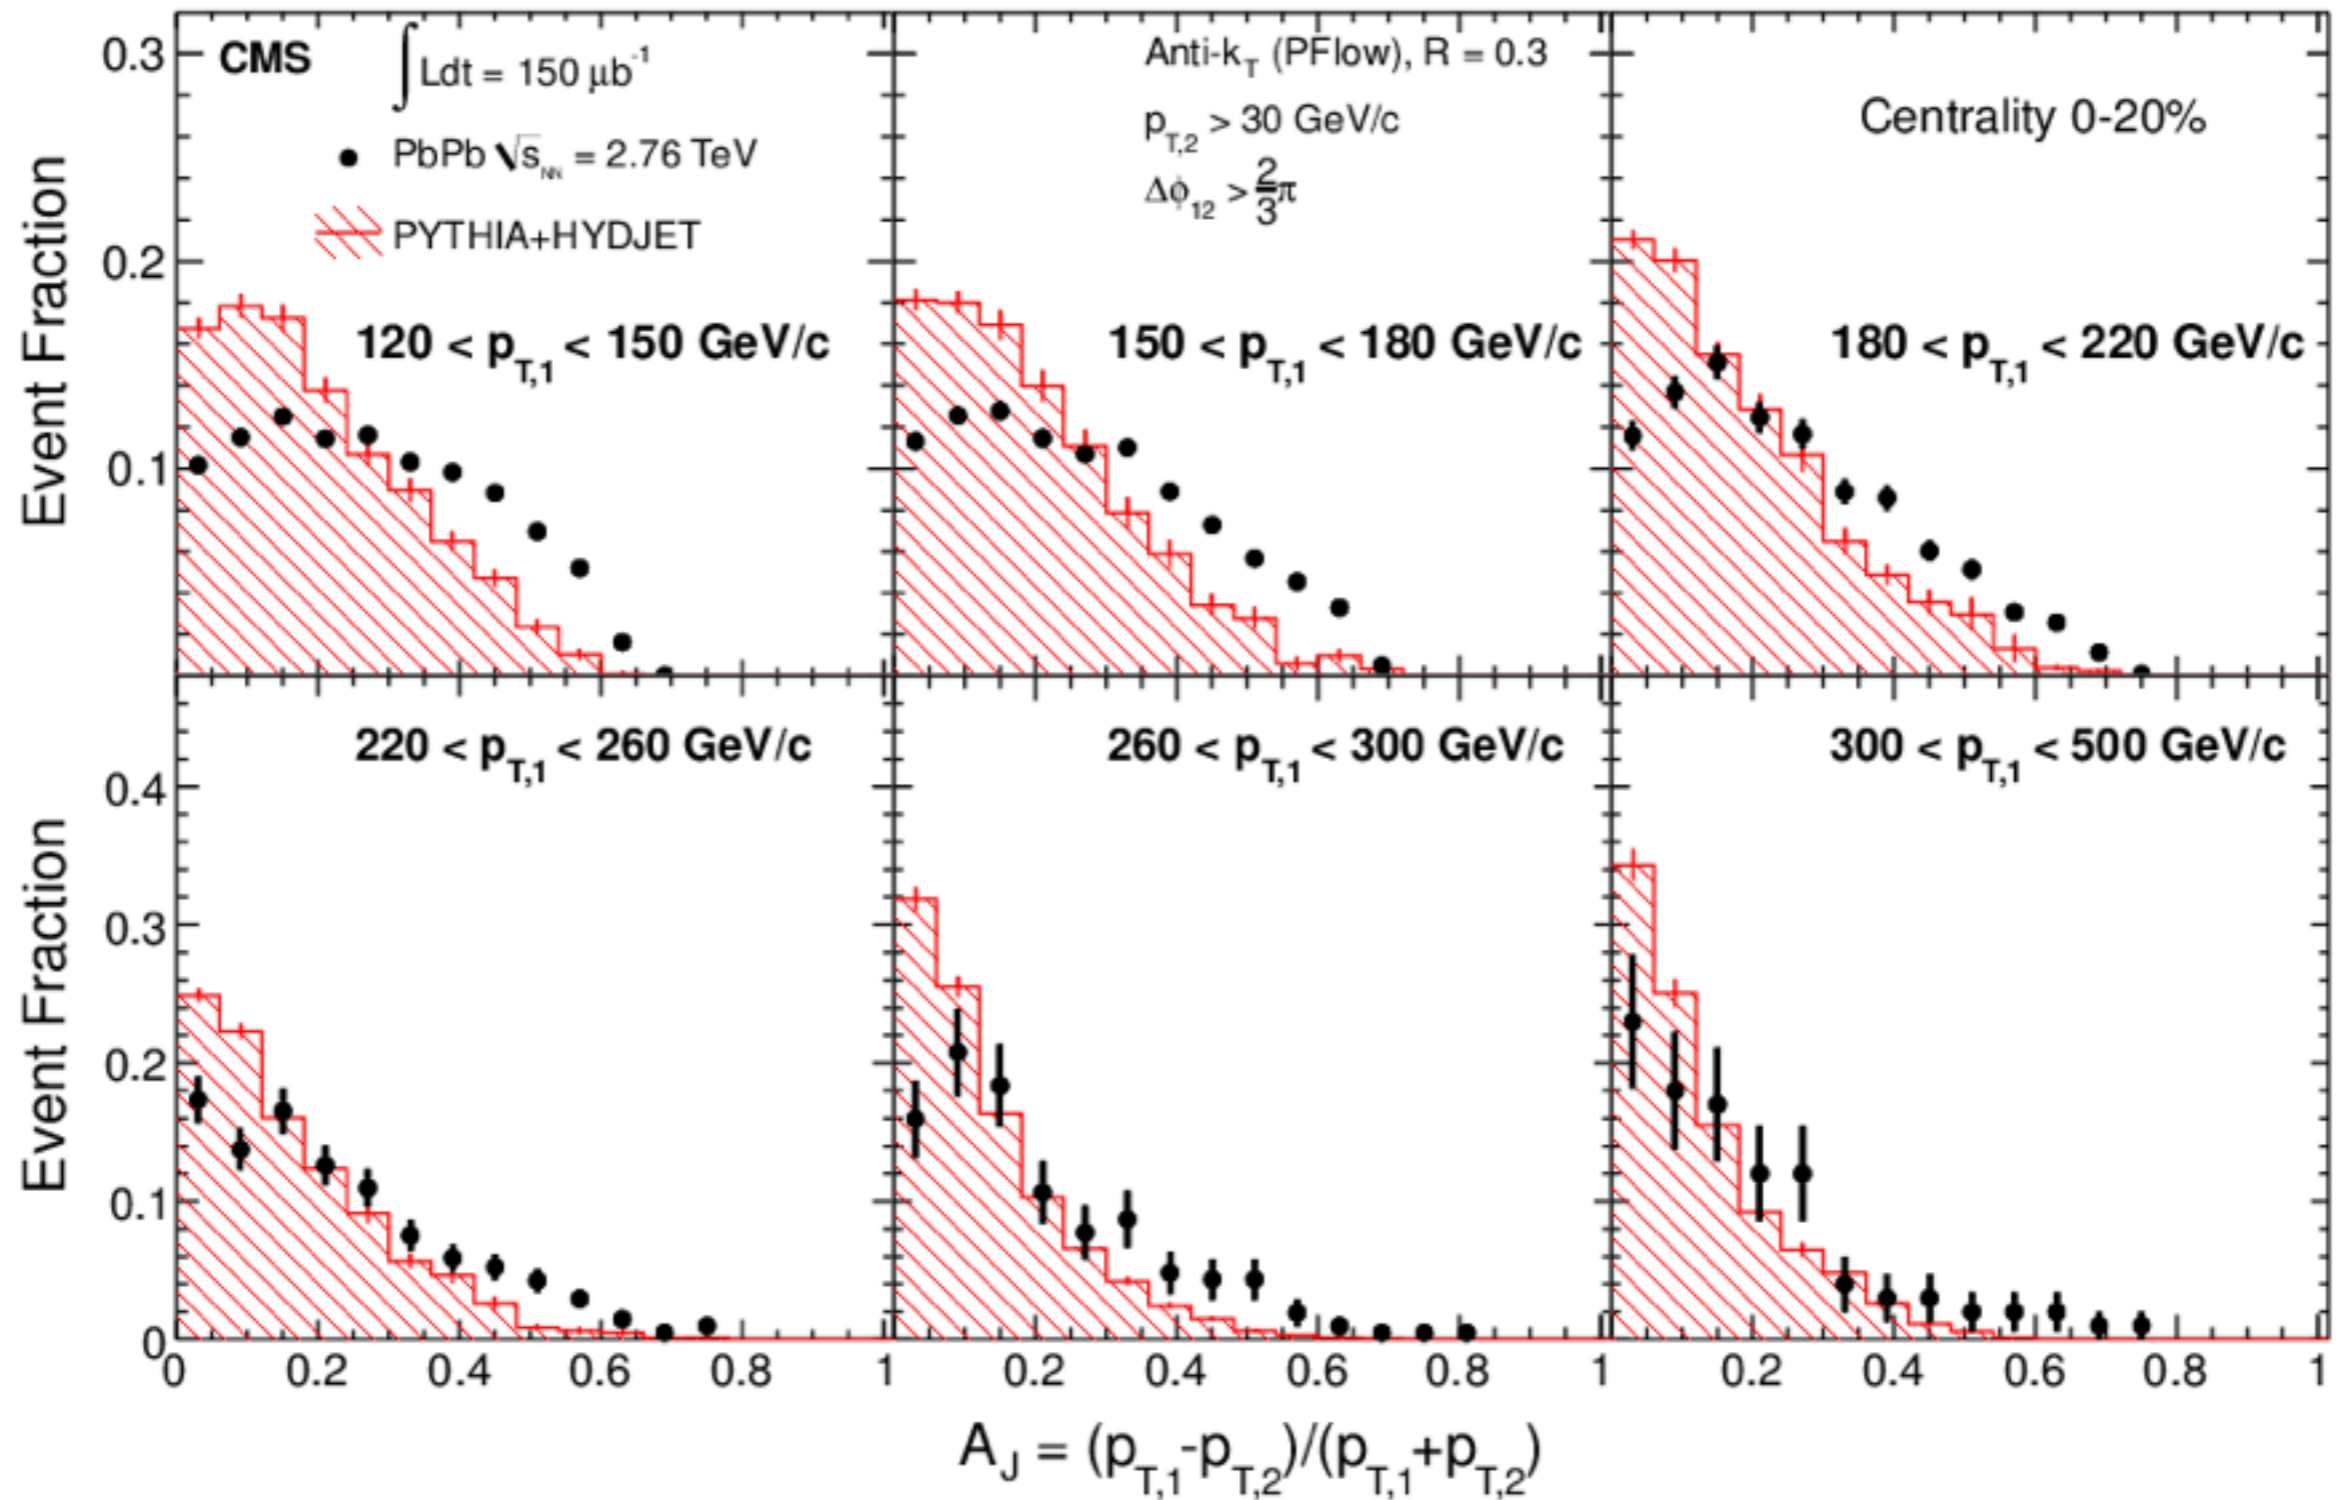 CMS
∫Ldt = 150 μb⁻¹
PbPb √s_NN = 2.76 TeV
PYTHIA+HYDJET
Anti-k_T (PFlow), R = 0.3
p_T,2 > 30 GeV/c
Δϕ_12 > 2/3 π
Centrality 0-20%
Event Fraction
0.3
0.2
0.1
120 < p_T,1 < 150 GeV/c
150 < p_T,1 < 180 GeV/c
180 < p_T,1 < 220 GeV/c
Event Fraction
0.4
0.3
0.2
0.1
0
220 < p_T,1 < 260 GeV/c
260 < p_T,1 < 300 GeV/c
300 < p_T,1 < 500 GeV/c
0 0.2 0.4 0.6 0.8 1 0.2 0.4 0.6 0.8 1 0.2 0.4 0.6 0.8 1
A_J = (p_T,1-p_T,2)/(p_T,1+p_T,2)